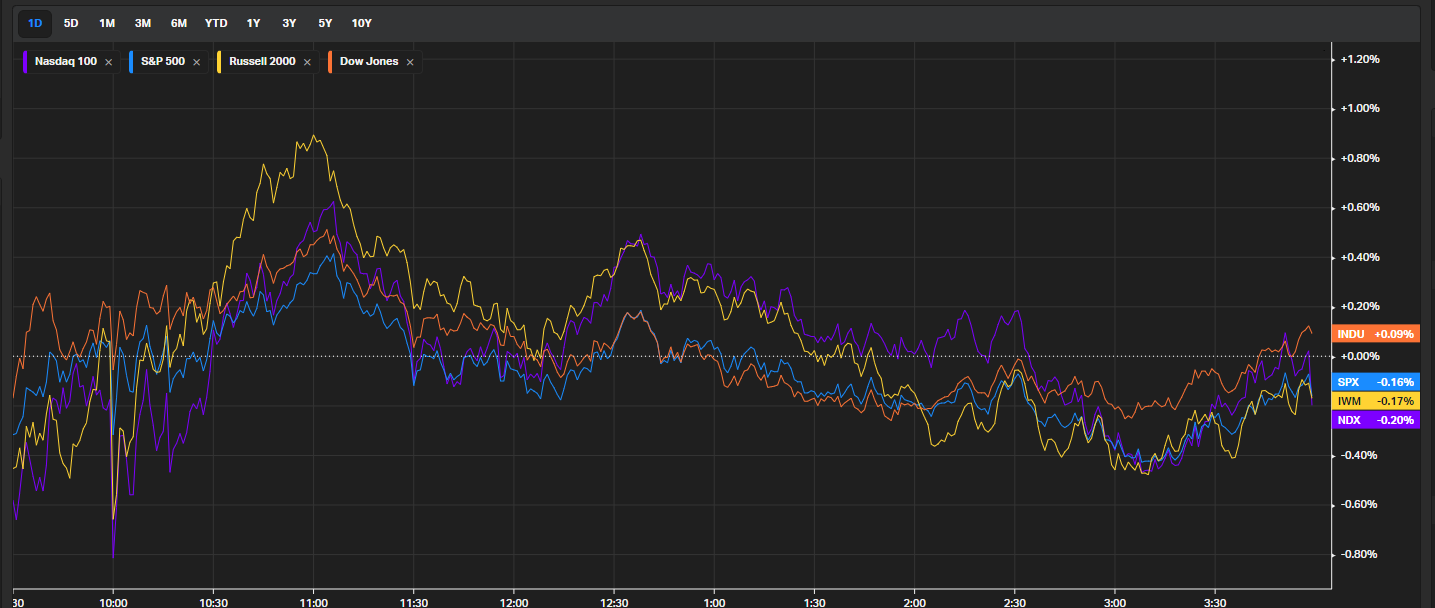 1D 5D 1M 3M 6M YTD 1Y 3Y 5Y 10Y
Nasdaq 100 × S&P 500 × Russell 2000 × Dow Jones ×
+1.20%
+1.00%
+0.80%
+0.60%
+0.40%
+0.20%
INDU +0.09%
+0.00%
SPX -0.16%
IWM -0.17%
NDX -0.20%
-0.40%
-0.60%
-0.80%
30 10:00 10:30 11:00 11:30 12:00 12:30 1:00 1:30 2:00 2:30 3:00 3:30